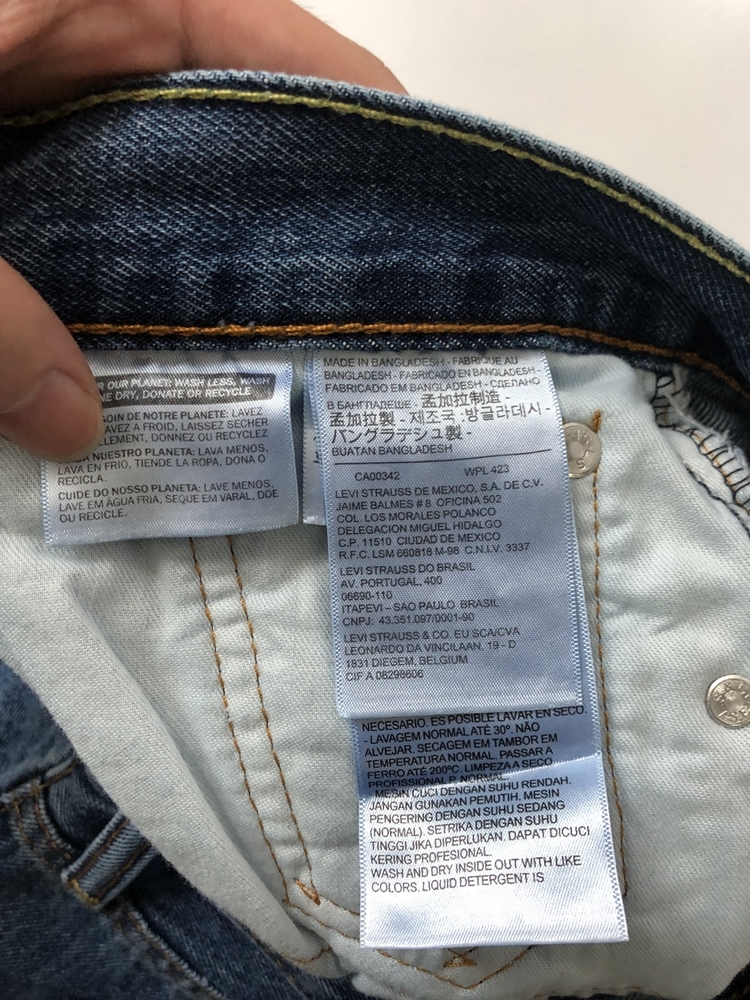 OUR PLANET: WASH LESS, WASH
DRY, DONATE OR RECYCLE
SOIN DE NOTRE PLANETE: LAVEZ
LAVEZ A FROID, LAISSEZ SECHER
DONNEZ OU RECYCLEZ
NUESTRO PLANETA: LAVA MENOS,
LAVA EN FRIO, TIENDE LA ROPA, DONA O
RECICLA.
CUIDE DO NOSSO PLANETA: LAVE MENOS,
LAVE EM ÁGUA FRIA, SEQUE EM VARAL, DOE
OU RECICLE.
MADE IN BANGLADESH - FABRIQUE AU
BANGLADESH - FABRICADO EN BANGLADESH -
FABRICADO EM BANGLADESH - СДЕЛАНО
В БАНГЛАДЕШЕ - 孟加拉制造 -
孟加拉製 - 제조국 :방글라데시 -
バングラデシュ製 -
BUATAN BANGLADESH
CA00342 WPL 423
LEVI STRAUSS DE MEXICO, S.A. DE C.V.
JAIME BALMES # 8 OFICINA 502
COL. LOS MORALES POLANCO
DELEGACION MIGUEL HIDALGO
C.P. 11510 CIUDAD DE MEXICO
R.F.C. LSM 660818 M-98 C.N.I.V. 3337
LEVI STRAUSS DO BRASIL
AV. PORTUGAL, 400
06690-110
ITAPEVI – SAO PAULO BRASIL
CNPJ: 43.351.097/0001-90
LEVI STRAUSS & CO. EU SCA/CVA
LEONARDO DA VINCILAAN. 19 - D
1831 DIEGEM, BELGIUM
CIF A 08298606
NECESARIO. ES POSIBLE LAVAR EN SECO.
- LAVAGEM NORMAL ATÉ 30º. NÃO
ALVEJAR. SECAGEM EM TAMBOR EM
TEMPERATURA NORMAL. PASSAR A
FERRO ATÉ 200ºC. LIMPEZA A SECO
PROFISSIONAL P. NORMAL.
- MESIN CUCI DENGAN SUHU RENDAH.
JANGAN GUNAKAN PEMUTIH. MESIN
PENGERING DENGAN SUHU SEDANG
(NORMAL). SETRIKA DENGAN SUHU
TINGGI JIKA DIPERLUKAN. DAPAT DICUCI
KERING PROFESIONAL.
WASH AND DRY INSIDE OUT WITH LIKE
COLORS. LIQUID DETERGENT IS